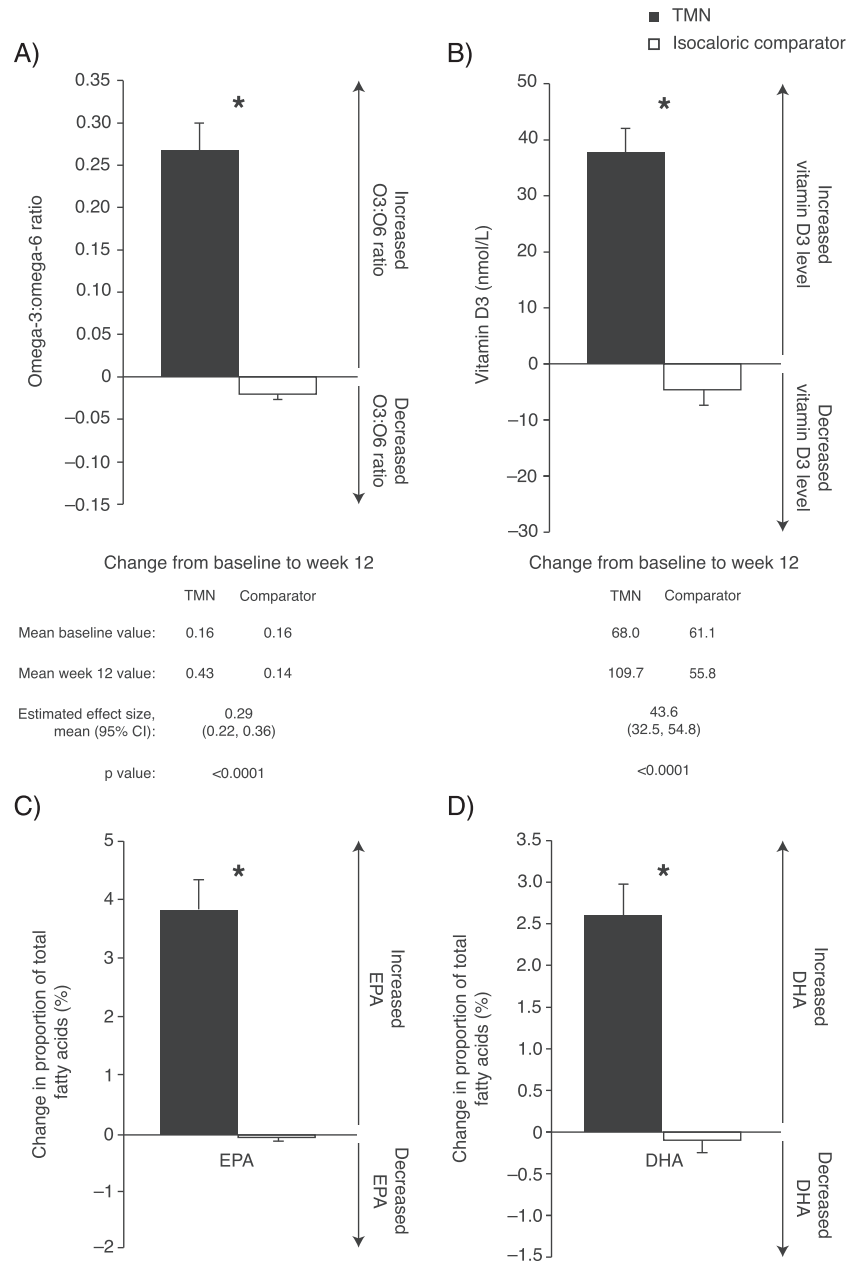 TMN
Isocaloric comparator
A)
0.35
0.30
0.25
0.20
0.15
0.10
0.05
0
–0.05
–0.10
–0.15
Omega-3:omega-6 ratio
*
Increased
O3:O6 ratio
Decreased
O3:O6 ratio
Change from baseline to week 12
TMN Comparator
Mean baseline value: 0.16 0.16
Mean week 12 value: 0.43 0.14
Estimated effect size, 0.29
mean (95% CI): (0.22, 0.36)
p value: <0.0001
B)
50
40
30
20
10
0
–10
–20
–30
Vitamin D3 (nmol/L)
*
Increased
vitamin D3 level
Decreased
vitamin D3 level
Change from baseline to week 12
TMN Comparator
68.0 61.1
109.7 55.8
43.6
(32.5, 54.8)
<0.0001
C)
5
4
3
2
1
0
–1
–2
Change in proportion of total
fatty acids (%)
*
EPA
Increased
EPA
Decreased
EPA
D)
3.5
3.0
2.5
2.0
1.5
1.0
0.5
0
–0.5
–1.0
–1.5
Change in proportion of total
fatty acids (%)
*
DHA
Increased
DHA
Decreased
DHA